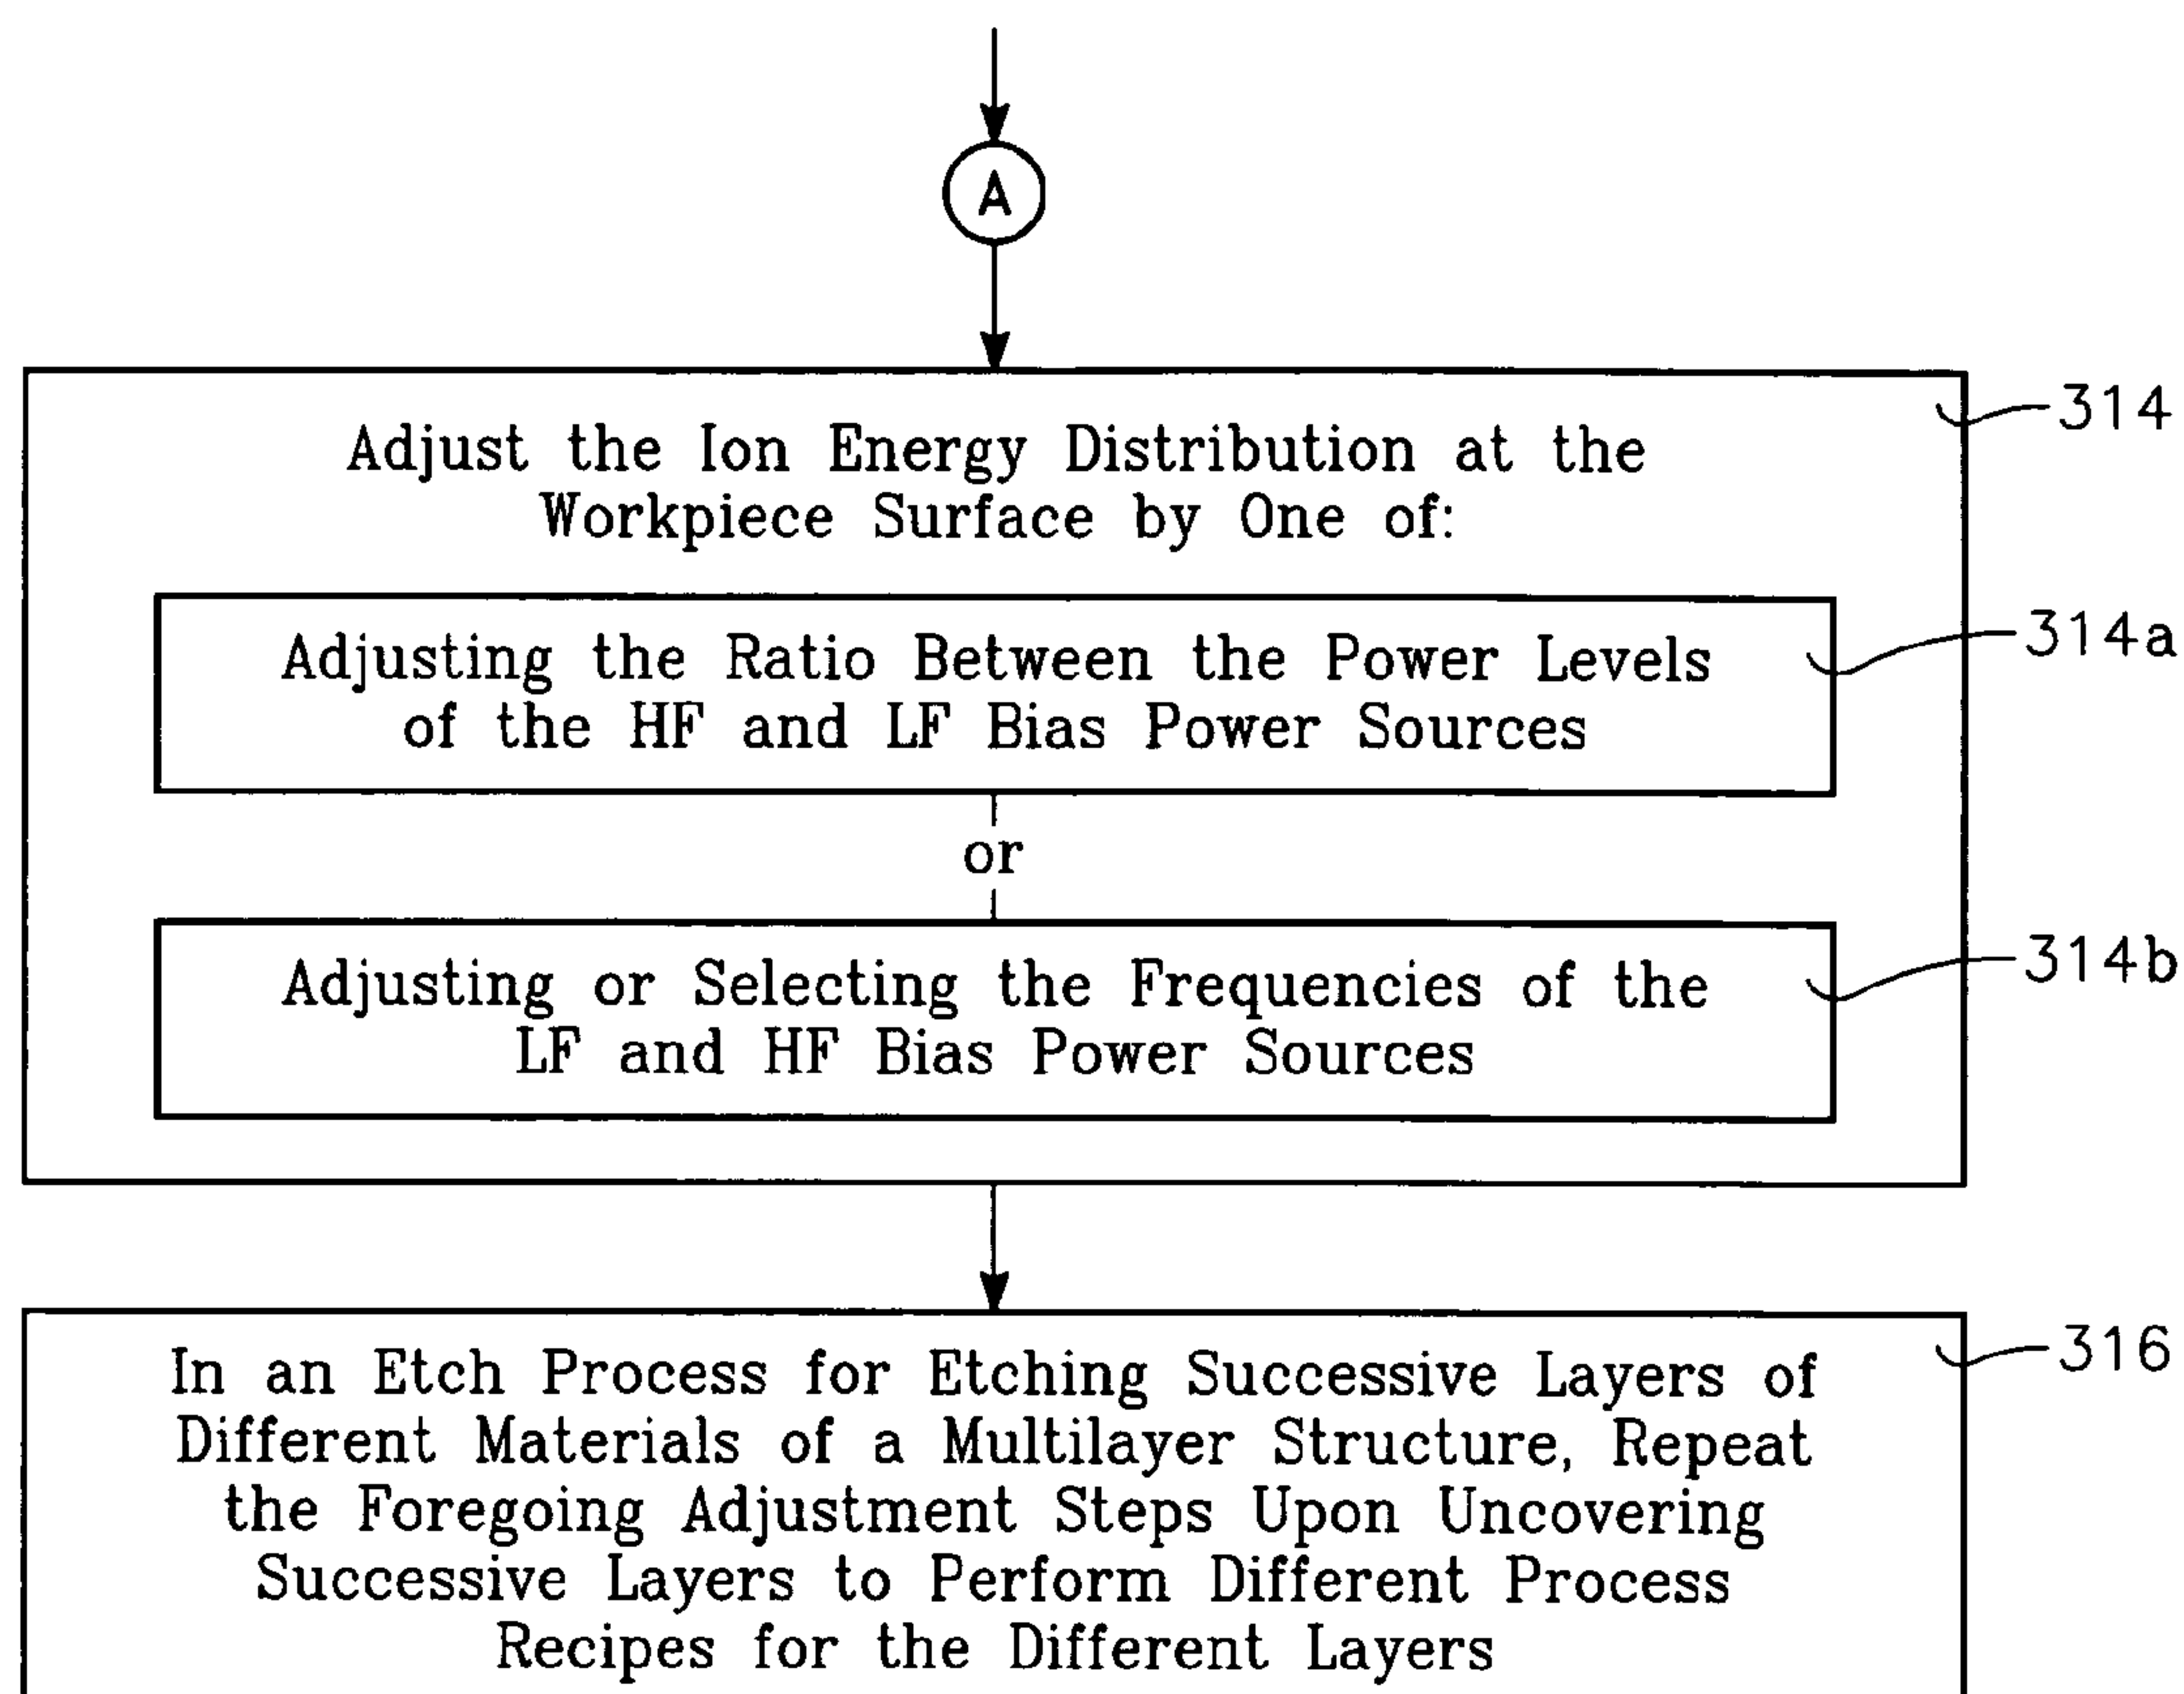 A
314
Adjust the Ion Energy Distribution at the
Workpiece Surface by One of:
314a
Adjusting the Ratio Between the Power Levels
of the HF and LF Bias Power Sources
or
314b
Adjusting or Selecting the Frequencies of the
LF and HF Bias Power Sources
316
In an Etch Process for Etching Successive Layers of
Different Materials of a Multilayer Structure, Repeat
the Foregoing Adjustment Steps Upon Uncovering
Successive Layers to Perform Different Process
Recipes for the Different Layers